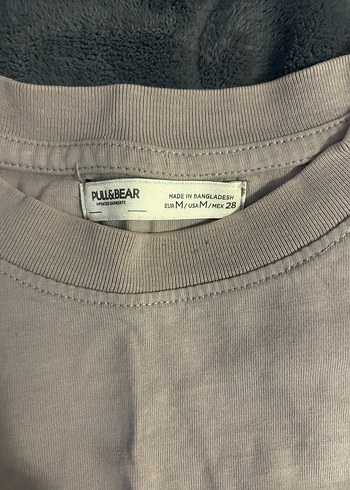 PULL&BEAR
MADE IN BANGLADESH
EUR M / USA M / MEX 28